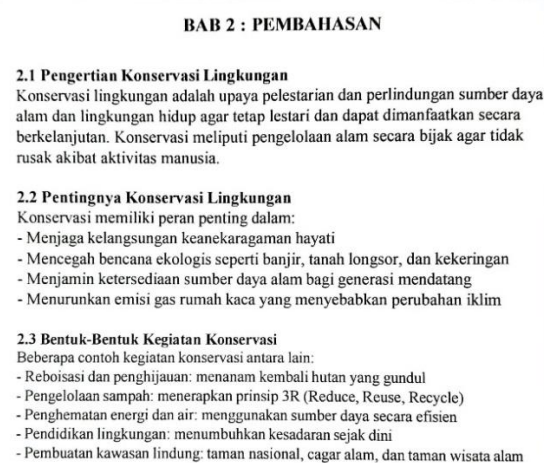 BAB 2 : PEMBAHASAN
2.1 Pengertian Konservasi Lingkungan
Konservasi lingkungan adalah upaya pelestarian dan perlindungan sumber daya
alam dan lingkungan hidup agar tetap lestari dan dapat dimanfaatkan secara
berkelanjutan. Konservasi meliputi pengelolaan alam secara bijak agar tidak
rusak akibat aktivitas manusia.
2.2 Pentingnya Konservasi Lingkungan
Konservasi memiliki peran penting dalam:
- Menjaga kelangsungan keanekaragaman hayati
- Mencegah bencana ekologis seperti banjir, tanah longsor, dan kekeringan
- Menjamin ketersediaan sumber daya alam bagi generasi mendatang
- Menurunkan emisi gas rumah kaca yang menyebabkan perubahan iklim
2.3 Bentuk-Bentuk Kegiatan Konservasi
Beberapa contoh kegiatan konservasi antara lain:
- Reboisasi dan penghijauan: menanam kembali hutan yang gundul
- Pengelolaan sampah: menerapkan prinsip 3R (Reduce, Reuse, Recycle)
- Penghematan energi dan air: menggunakan sumber daya secara efisien
- Pendidikan lingkungan: menumbuhkan kesadaran sejak dini
- Pembuatan kawasan lindung: taman nasional, cagar alam, dan taman wisata alam